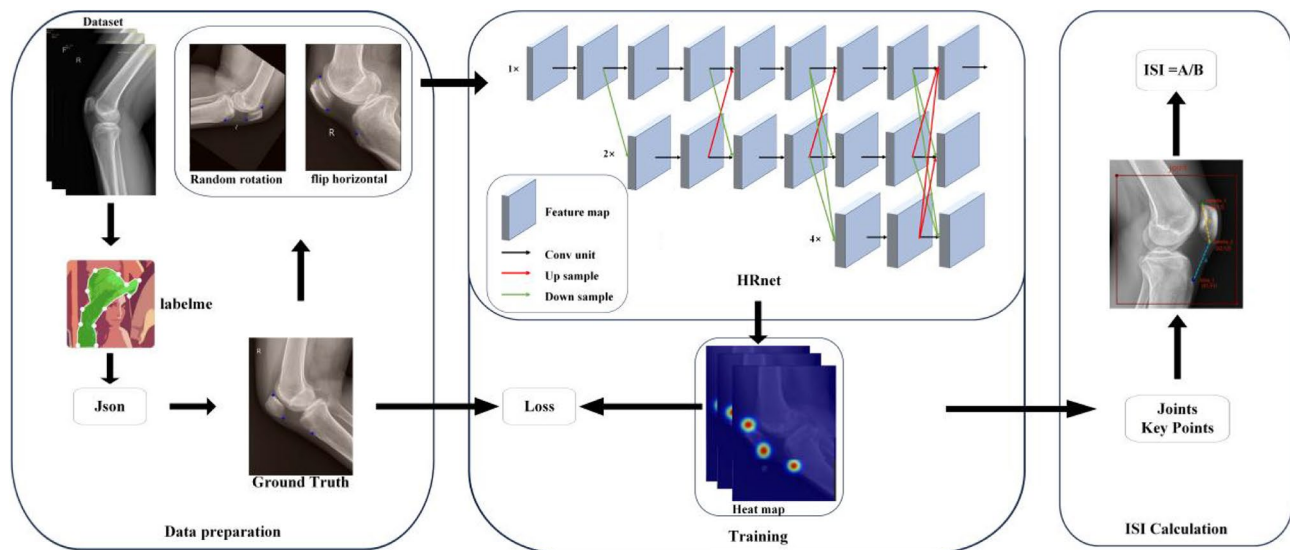 Dataset
R
Random rotation
flip horizontal
R
labelme
Json
R
Ground Truth
Data preparation
1×
2×
4×
Feature map
Conv unit
Up sample
Down sample
HRnet
Loss
Heat map
Training
ISI =A/B
Joints
Key Points
ISI Calculation